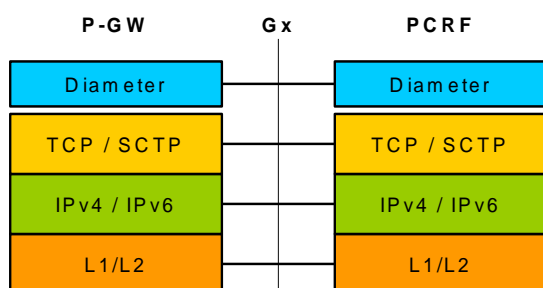 P-GW Gx PCRF
Diameter Diameter
TCP / SCTP TCP / SCTP
IPv4 / IPv6 IPv4 / IPv6
L1/L2 L1/L2